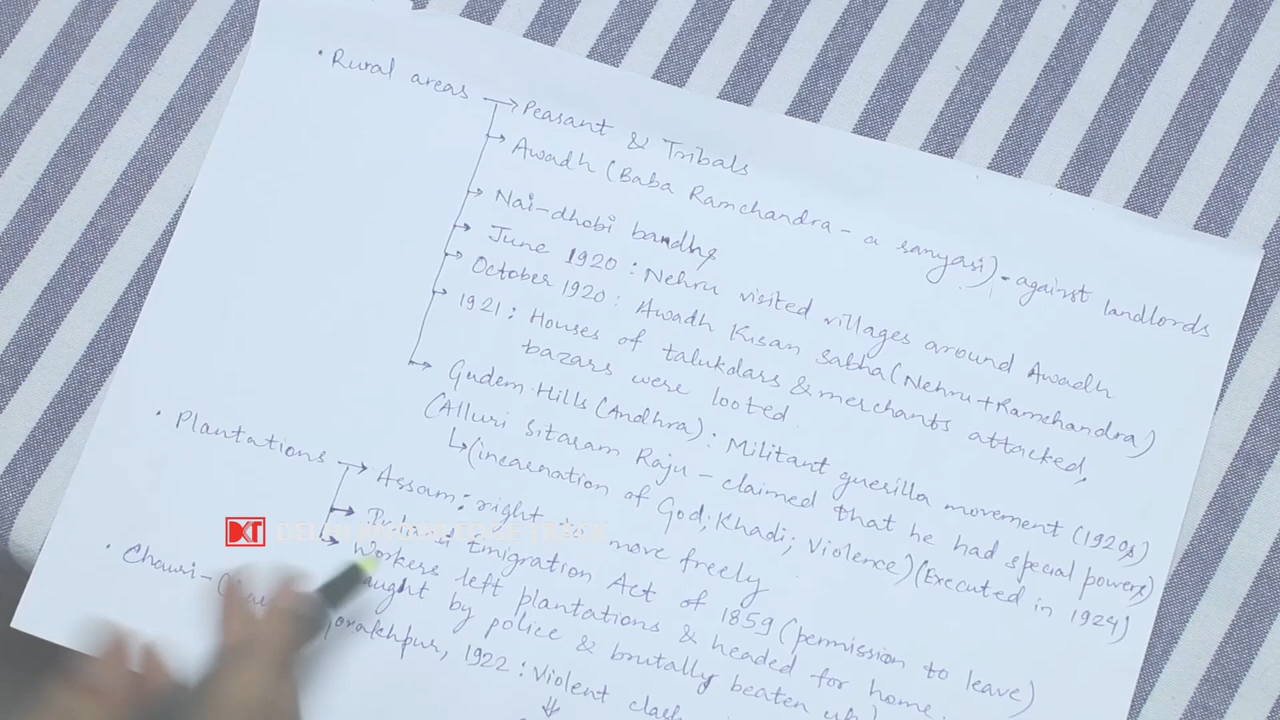 • Rural areas → Peasant & Tribals
→ Awadh (Baba Ramchandra - a sanyasi) - against landlords
→ Nai-dhobi bandhs
→ June 1920 : Nehru visited villages around Awadh
→ October 1920 : Awadh Kisan Sabha (Nehru + Ramchandra)
→ 1921 : Houses of talukdars & merchants attacked,
bazars were looted.
→ Gudem Hills (Andhra) : Militant guerilla movement (1920s)
(Alluri Sitaram Raju - claimed that he had special powers)
↳ (incarnation of God; Khadi; Violence) (Executed in 1924)
• Plantations → Assam : right to move freely
→ Inland Emigration Act of 1859 (permission to leave)
→ Workers left plantations & headed for home.
caught by police & brutally beaten up)
• Chauri- Gorakhpur, 1922 : Violent clash
⇓
DKT